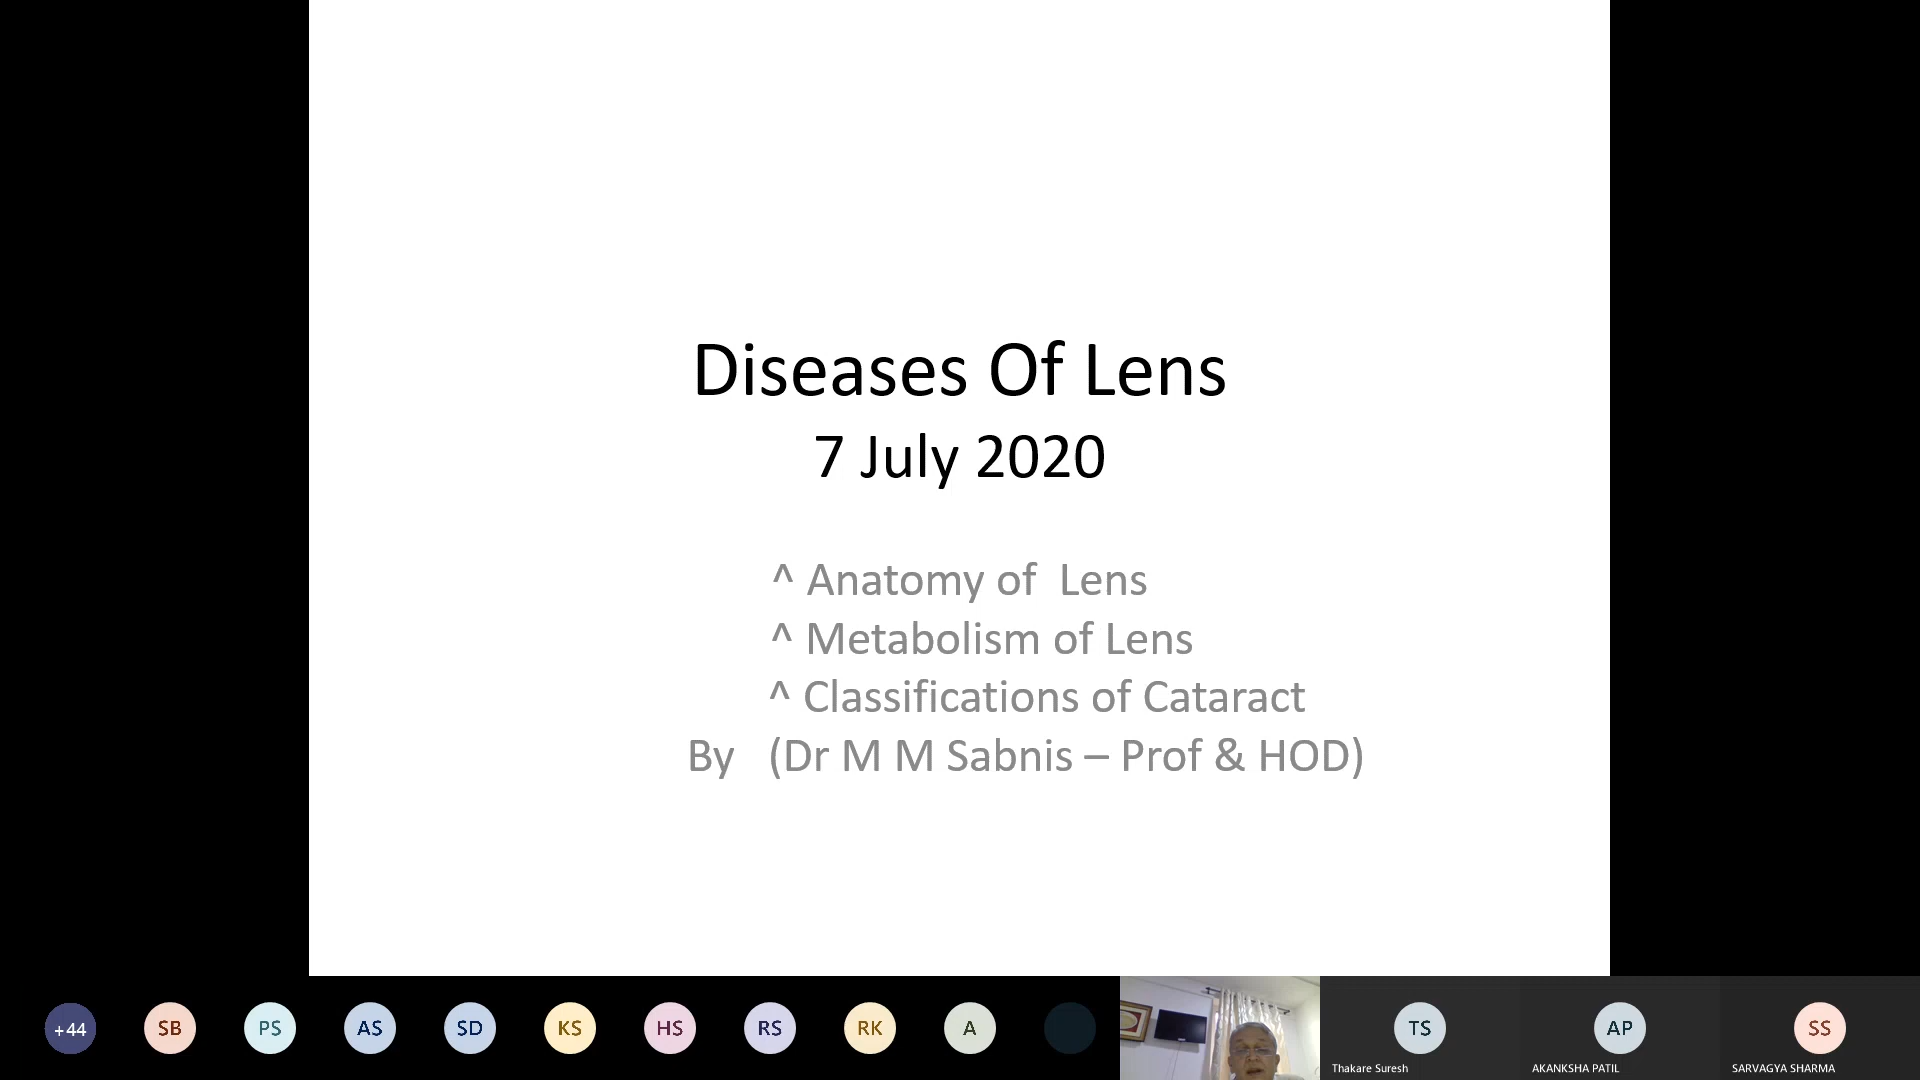 Diseases Of Lens
7 July 2020
^ Anatomy of  Lens
^ Metabolism of Lens
^ Classifications of Cataract
By   (Dr M M Sabnis – Prof & HOD)
+44
SB
PS
AS
SD
KS
HS
RS
RK
A
TS
AP
SS
Thakare Suresh
AKANKSHA PATIL
SARVAGYA SHARMA